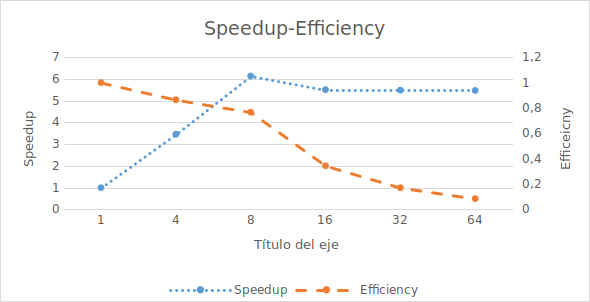 Speedup-Efficiency
7
6
5
4
3
2
1
0
Speedup
1,2
1
0,8
0,6
0,4
0,2
0
Efficeicny
1 4 8 16 32 64
Título del eje
Speedup Efficiency